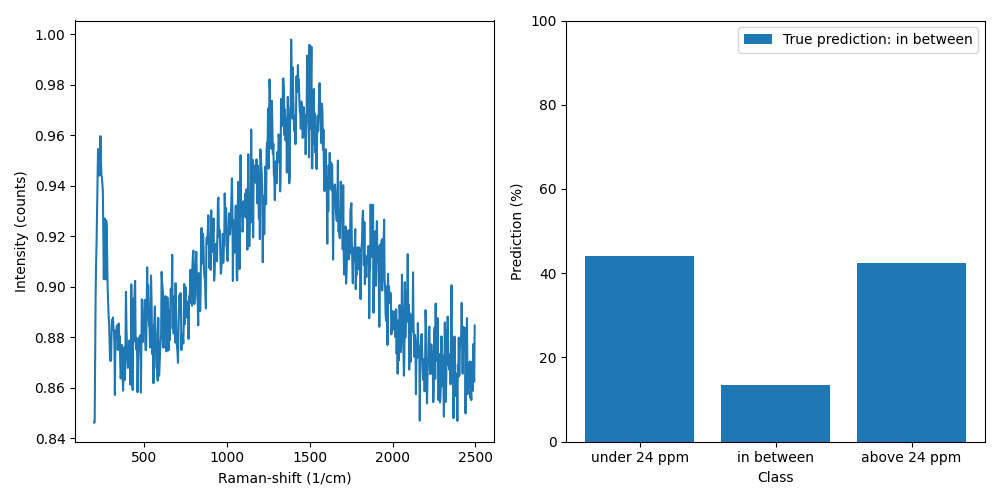 1.00
0.98
0.96
0.94
0.92
0.90
0.88
0.86
0.84
Intensity (counts)
500
1000
1500
2000
2500
Raman-shift (1/cm)
100
80
60
40
20
0
Prediction (%)
True prediction: in between
under 24 ppm
in between
above 24 ppm
Class